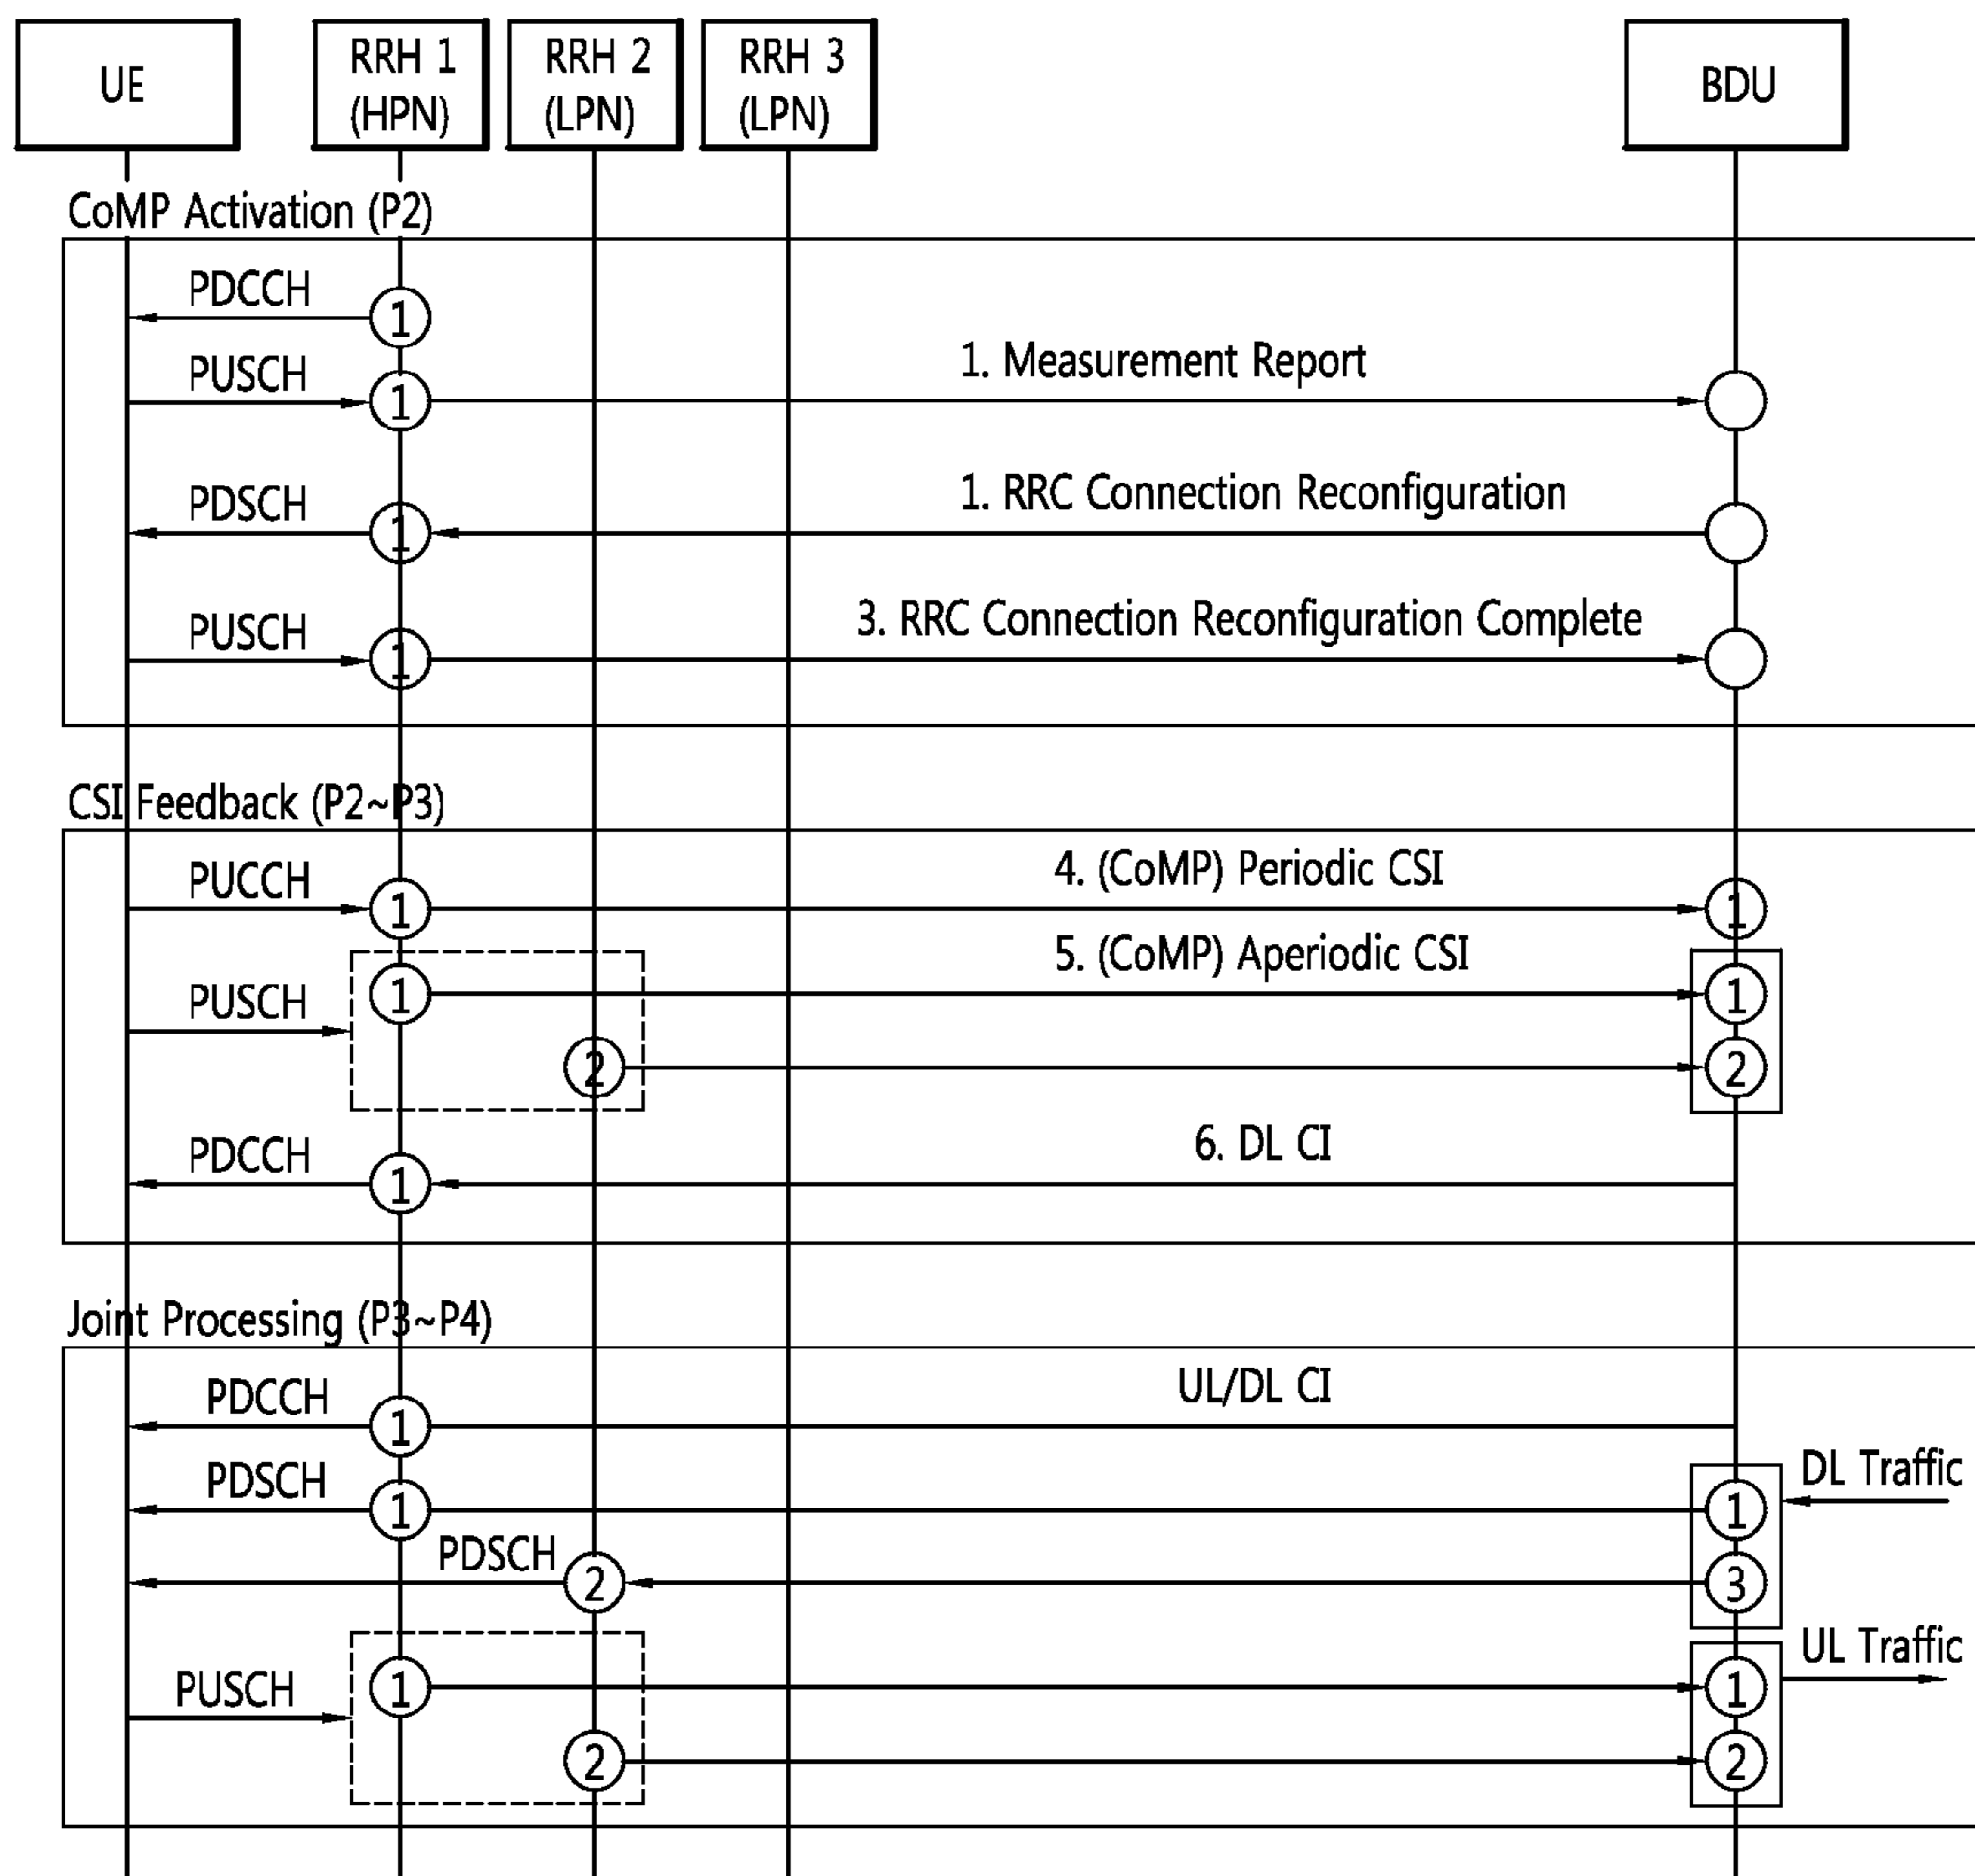 UE
RRH 1
(HPN)
RRH 2
(LPN)
RRH 3
(LPN)
BDU
CoMP Activation (P2)
PDCCH
1
PUSCH
1
1. Measurement Report
PDSCH
1
1. RRC Connection Reconfiguration
PUSCH
1
3. RRC Connection Reconfiguration Complete
CSI Feedback (P2~P3)
PUCCH
1
4. (CoMP) Periodic CSI
1
PUSCH
1
5. (CoMP) Aperiodic CSI
1
2
2
PDCCH
1
6. DL CI
Joint Processing (P3~P4)
PDCCH
1
UL/DL CI
PDSCH
1
1
DL Traffic
PDSCH
2
3
PUSCH
1
1
UL Traffic
2
2